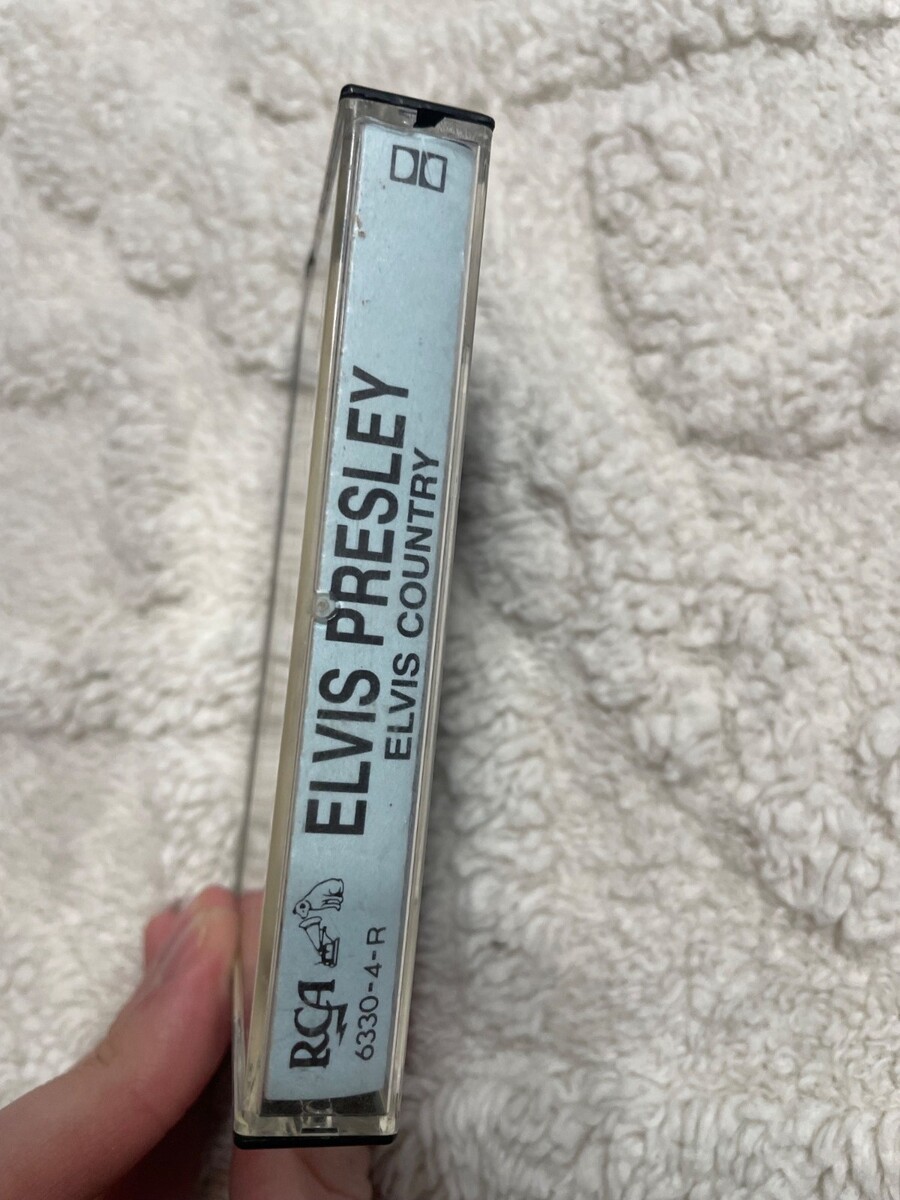 ELVIS PRESLEY
ELVIS COUNTRY
RCA
6330-4-R